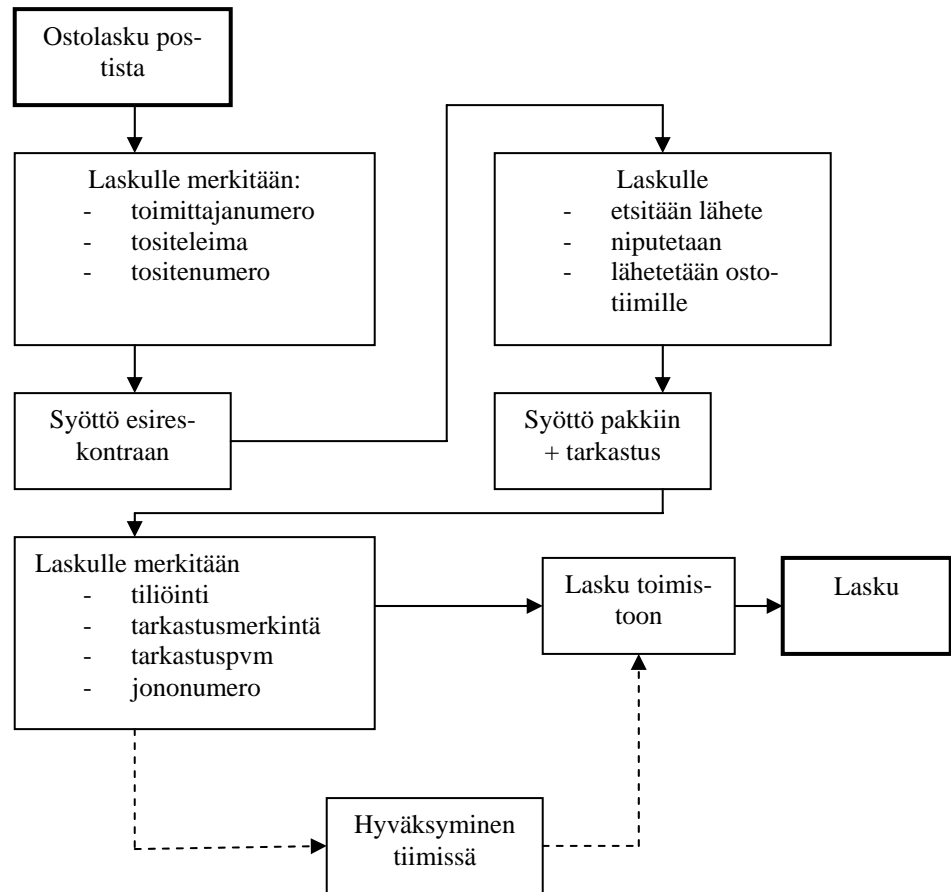 Ostolasku pos-
tista
Laskulle merkitään:
- toimittajanumero
- tositeleima
- tositenumero
Syöttö esires-
kontraan
Laskulle
- etsitään lähete
- niputetaan
- lähetetään osto-
tiimille
Syöttö pakkiin
+ tarkastus
Laskulle merkitään
- tiliöinti
- tarkastusmerkintä
- tarkastuspvm
- jononumero
Lasku toimis-
toon
Lasku
Hyväksyminen
tiimissä